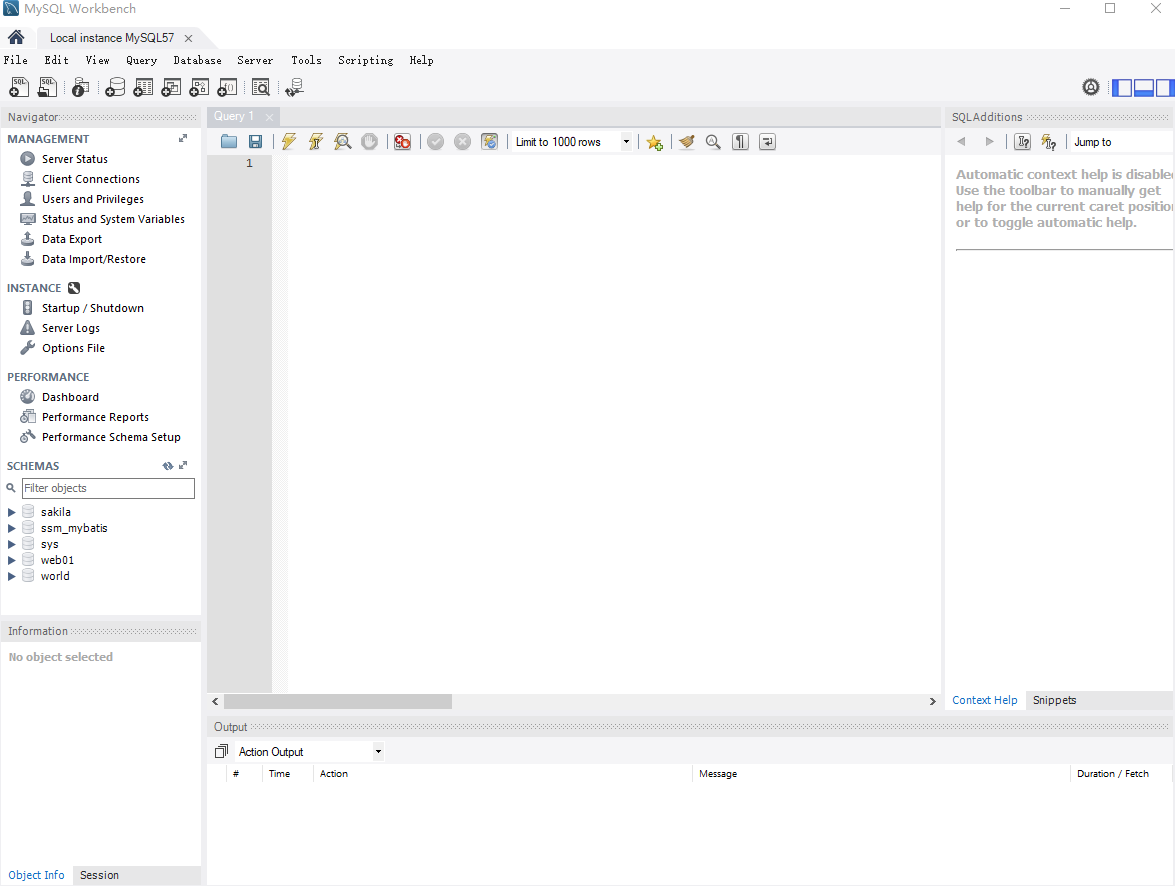 MySQL Workbench
Local instance MySQL57
File Edit View Query Database Server Tools Scripting Help
Navigator
MANAGEMENT
Server Status
Client Connections
Users and Privileges
Status and System Variables
Data Export
Data Import/Restore
INSTANCE
Startup / Shutdown
Server Logs
Options File
PERFORMANCE
Dashboard
Performance Reports
Performance Schema Setup
SCHEMAS
Filter objects
sakila
ssm_mybatis
sys
web01
world
Information
No object selected
Object Info Session
Query 1
Limit to 1000 rows
1
SQLAdditions
Jump to
Automatic context help is disabled
Use the toolbar to manually get
help for the current caret position
or to toggle automatic help.
Context Help Snippets
Output
Action Output
# Time Action Message Duration / Fetch